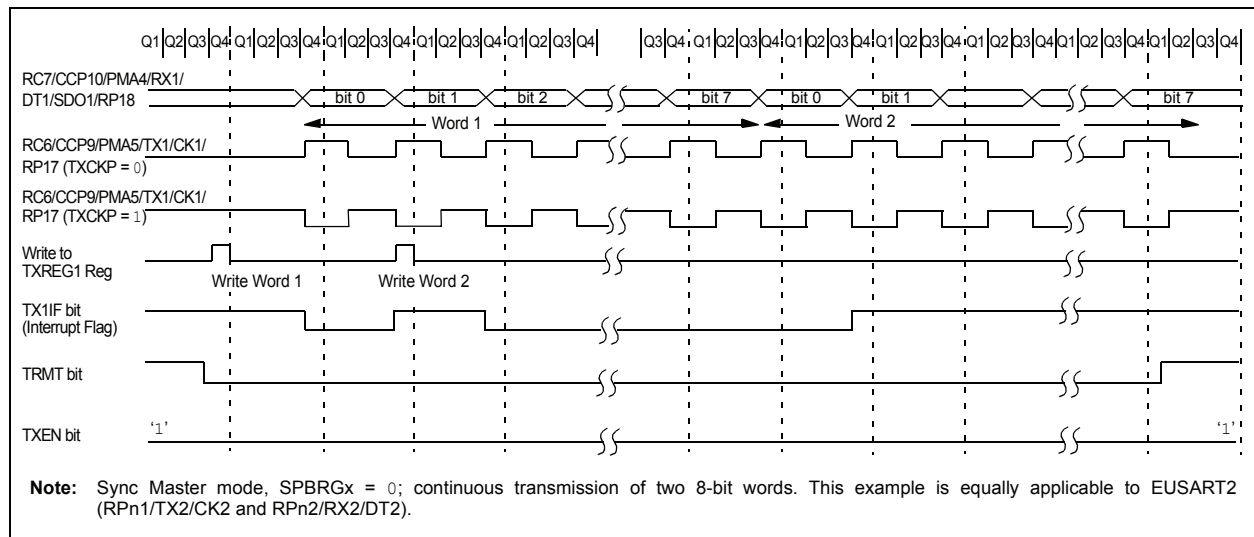 Q1 Q2 Q3 Q4 Q1 Q2 Q3 Q4 Q1 Q2 Q3 Q4 Q1 Q2 Q3 Q4 Q1 Q2 Q3 Q4 Q3 Q4 Q1 Q2 Q3 Q4 Q1 Q2 Q3 Q4 Q1 Q2 Q3 Q4 Q1 Q2 Q3 Q4 Q1 Q2 Q3 Q4 Q1 Q2 Q3 Q4
RC7/CCP10/PMA4/RX1/
DT1/SDO1/RP18
bit 0 bit 1 bit 2 bit 7 bit 0 bit 1 bit 7
Word 1 Word 2
RC6/CCP9/PMA5/TX1/CK1/
RP17 (TXCKP = 0)
RC6/CCP9/PMA5/TX1/CK1/
RP17 (TXCKP = 1)
Write to
TXREG1 Reg
Write Word 1 Write Word 2
TX1IF bit
(Interrupt Flag)
TRMT bit
TXEN bit
‘1’ ‘1’
Note: Sync Master mode, SPBRGx = 0; continuous transmission of two 8-bit words. This example is equally applicable to EUSART2
(RPn1/TX2/CK2 and RPn2/RX2/DT2).